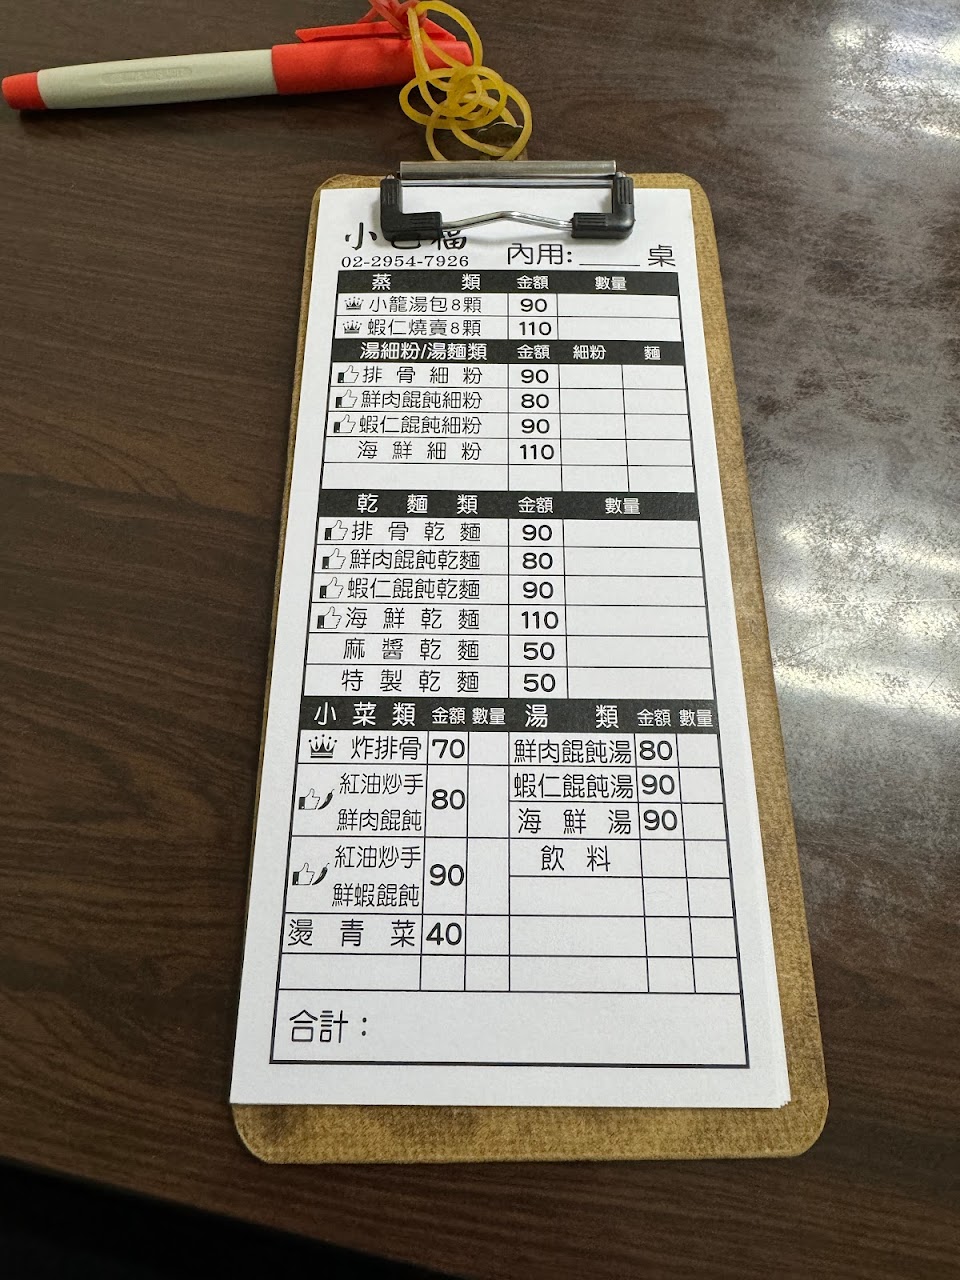 小 福
02-2954-7926 內用:____桌
蒸 類 金額 數量
小籠湯包8顆 90
蝦仁燒賣8顆 110
湯細粉/湯麵類 金額 細粉 麵
排骨細粉 90
鮮肉餛飩細粉 80
蝦仁餛飩細粉 90
海鮮細粉 110
乾麵類 金額 數量
排骨乾麵 90
鮮肉餛飩乾麵 80
蝦仁餛飩乾麵 90
海鮮乾麵 110
麻醬乾麵 50
特製乾麵 50
小菜類 金額 數量
炸排骨 70
紅油炒手
鮮肉餛飩 80
紅油炒手
鮮蝦餛飩 90
燙青菜 40
湯類 金額 數量
鮮肉餛飩湯 80
蝦仁餛飩湯 90
海鮮湯 90
飲料
合計：